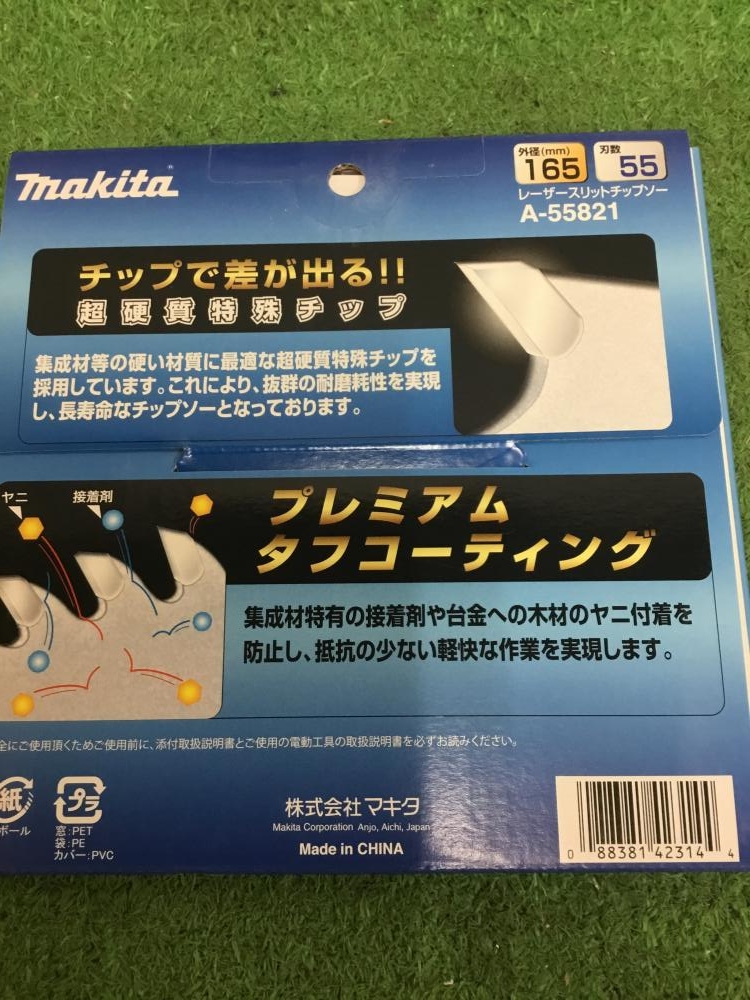 makita
外径(mm) 165
刃数 55
レーザースリットチップソー
A-55821
チップで差が出る!!
超硬質特殊チップ
集成材等の硬い材質に最適な超硬質特殊チップを
採用しています。これにより、抜群の耐磨耗性を実現
し、長寿命なチップソーとなっております。
ヤニ
接着剤
プレミアム
タフコーティング
集成材特有の接着剤や台金への木材のヤニ付着を
防止し、抵抗の少ない軽快な作業を実現します。
全にご使用頂くためご使用前に、添付取扱説明書とご使用の電動工具の取扱説明書を必ずお読みください。
紙
ボール
プラ
窓:PET
袋:PE
カバー:PVC
株式会社マキタ
Makita Corporation Anjo, Aichi, Japan
Made in CHINA
0 88381 42314 4